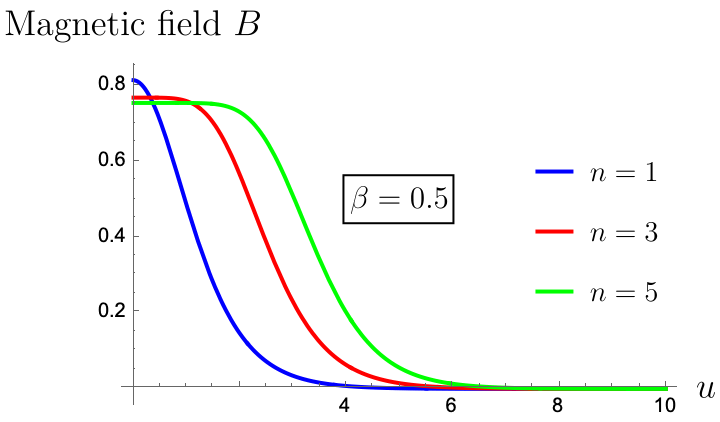 Magnetic field B
0.8
0.6
0.4
0.2
β = 0.5
n = 1
n = 3
n = 5
4 6 8 10
u